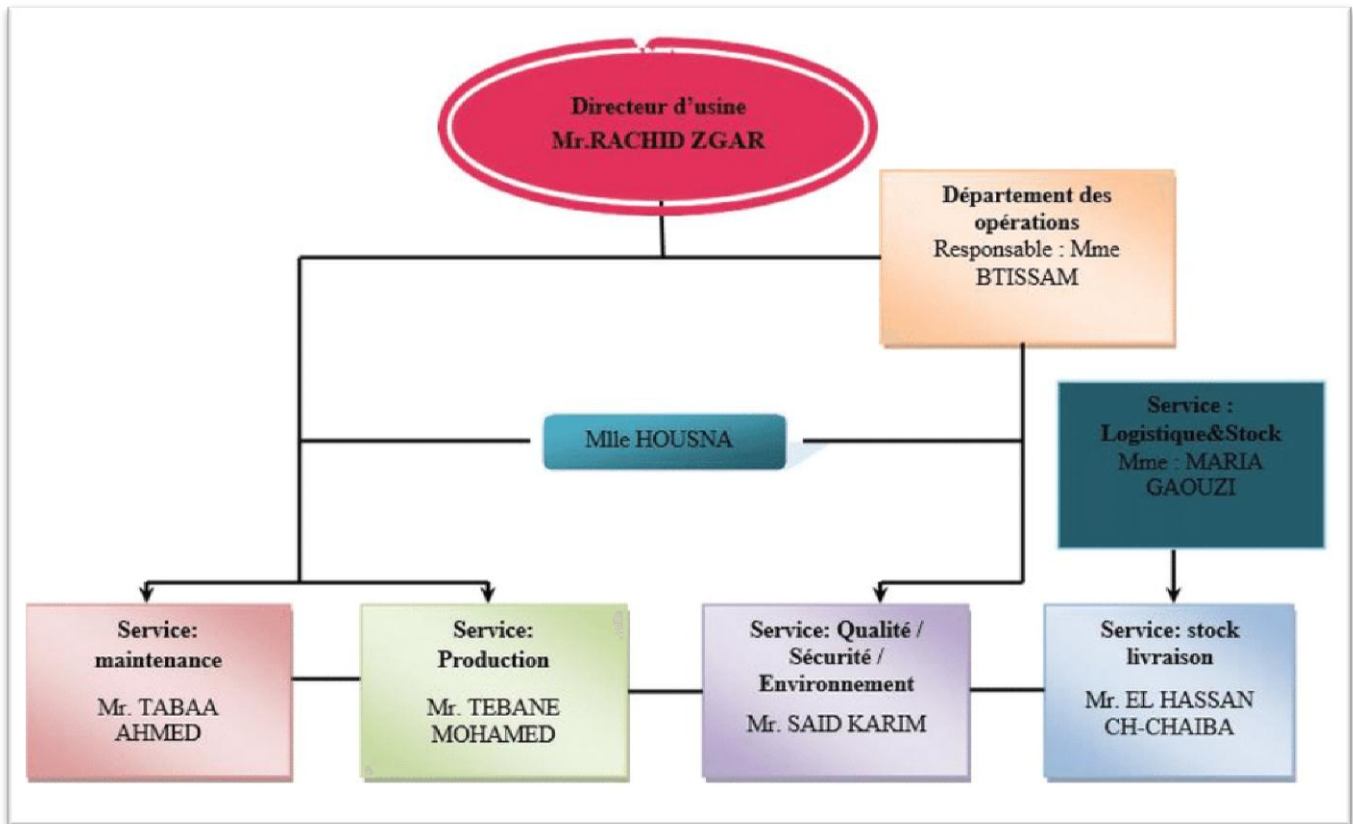 Directeur d’usine
Mr.RACHID ZGAR
Département des
opérations
Responsable : Mme
BTISSAM
Mlle HOUSNA
Service :
Logistique&Stock
Mme : MARIA
GAOUZI
Service:
maintenance
Mr. TABAA
AHMED
Service:
Production
Mr. TEBANE
MOHAMED
Service: Qualité /
Sécurité /
Environnement
Mr. SAID KARIM
Service: stock
livraison
Mr. EL HASSAN
CH-CHAIBA